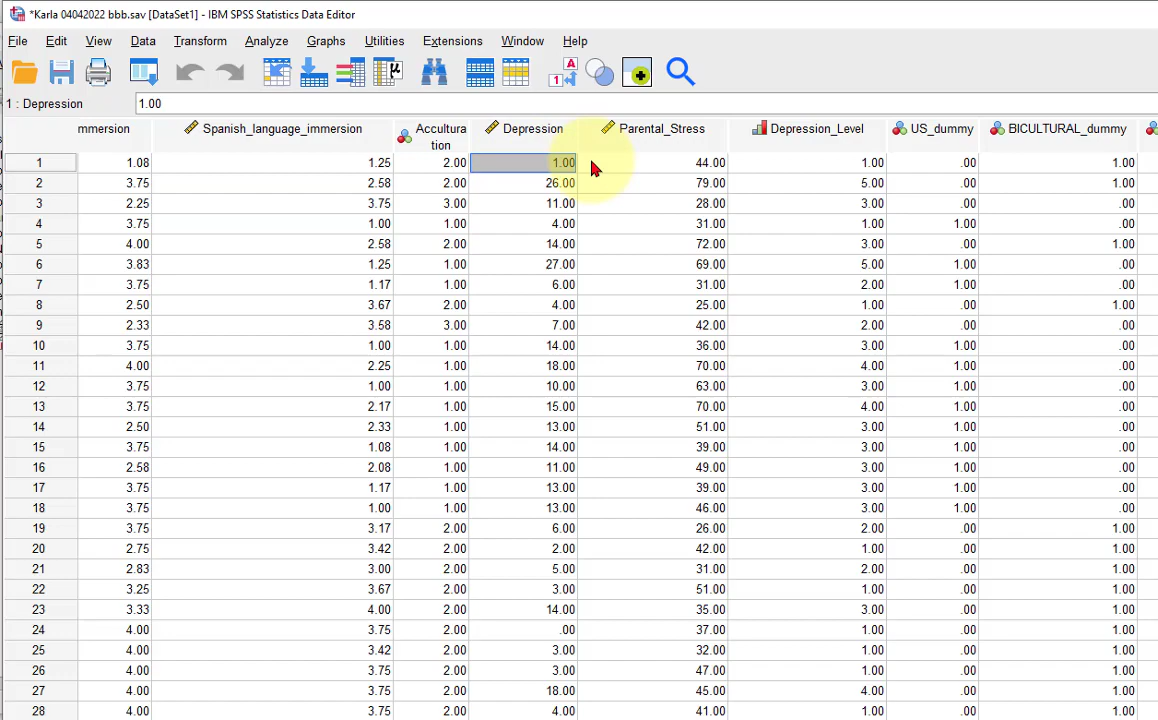 *Karla 04042022 bbb.sav [DataSet1] - IBM SPSS Statistics Data Editor
File Edit View Data Transform Analyze Graphs Utilities Extensions Window Help
1 : Depression 1.00
mmersion Spanish_language_immersion Accultura Depression Parental_Stress Depression_Level US_dummy BICULTURAL_dummy
tion
1 1.08 1.25 2.00 1.00 44.00 1.00 .00 1.00
2 3.75 2.58 2.00 26.00 79.00 5.00 .00 1.00
3 2.25 3.75 3.00 11.00 28.00 3.00 .00 .00
4 3.75 1.00 1.00 4.00 31.00 1.00 1.00 .00
5 4.00 2.58 2.00 14.00 72.00 3.00 .00 1.00
6 3.83 1.25 1.00 27.00 69.00 5.00 1.00 .00
7 3.75 1.17 1.00 6.00 31.00 2.00 1.00 .00
8 2.50 3.67 2.00 4.00 25.00 1.00 .00 1.00
9 2.33 3.58 3.00 7.00 42.00 2.00 .00 .00
10 3.75 1.00 1.00 14.00 36.00 3.00 1.00 .00
11 4.00 2.25 1.00 18.00 70.00 4.00 1.00 .00
12 3.75 1.00 1.00 10.00 63.00 3.00 1.00 .00
13 3.75 2.17 1.00 15.00 70.00 4.00 1.00 .00
14 2.50 2.33 1.00 13.00 51.00 3.00 1.00 .00
15 3.75 1.08 1.00 14.00 39.00 3.00 1.00 .00
16 2.58 2.08 1.00 11.00 49.00 3.00 1.00 .00
17 3.75 1.17 1.00 13.00 39.00 3.00 1.00 .00
18 3.75 1.00 1.00 13.00 46.00 3.00 1.00 .00
19 3.75 3.17 2.00 6.00 26.00 2.00 .00 1.00
20 2.75 3.42 2.00 2.00 42.00 1.00 .00 1.00
21 2.83 3.00 2.00 5.00 31.00 2.00 .00 1.00
22 3.25 3.67 2.00 3.00 51.00 1.00 .00 1.00
23 3.33 4.00 2.00 14.00 35.00 3.00 .00 1.00
24 4.00 3.75 2.00 .00 37.00 1.00 .00 1.00
25 4.00 3.42 2.00 3.00 32.00 1.00 .00 1.00
26 4.00 3.75 2.00 3.00 47.00 1.00 .00 1.00
27 4.00 3.75 2.00 18.00 45.00 4.00 .00 1.00
28 4.00 3.75 2.00 4.00 41.00 1.00 .00 1.00